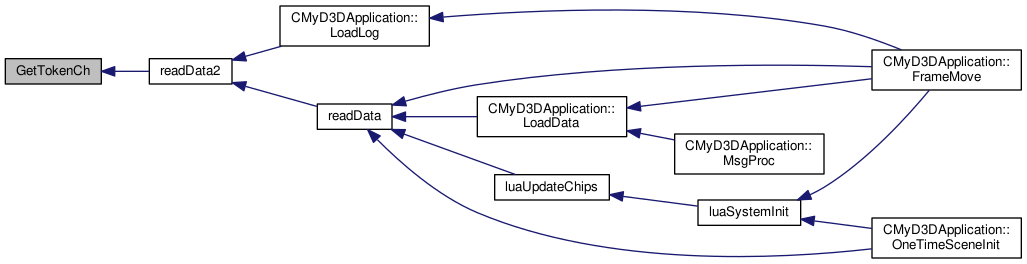 GetTokenCh
readData2
CMyD3DApplication::
LoadLog
readData
CMyD3DApplication::
LoadData
luaUpdateChips
CMyD3DApplication::
MsgProc
luaSystemInit
CMyD3DApplication::
FrameMove
CMyD3DApplication::
OneTimeSceneInit